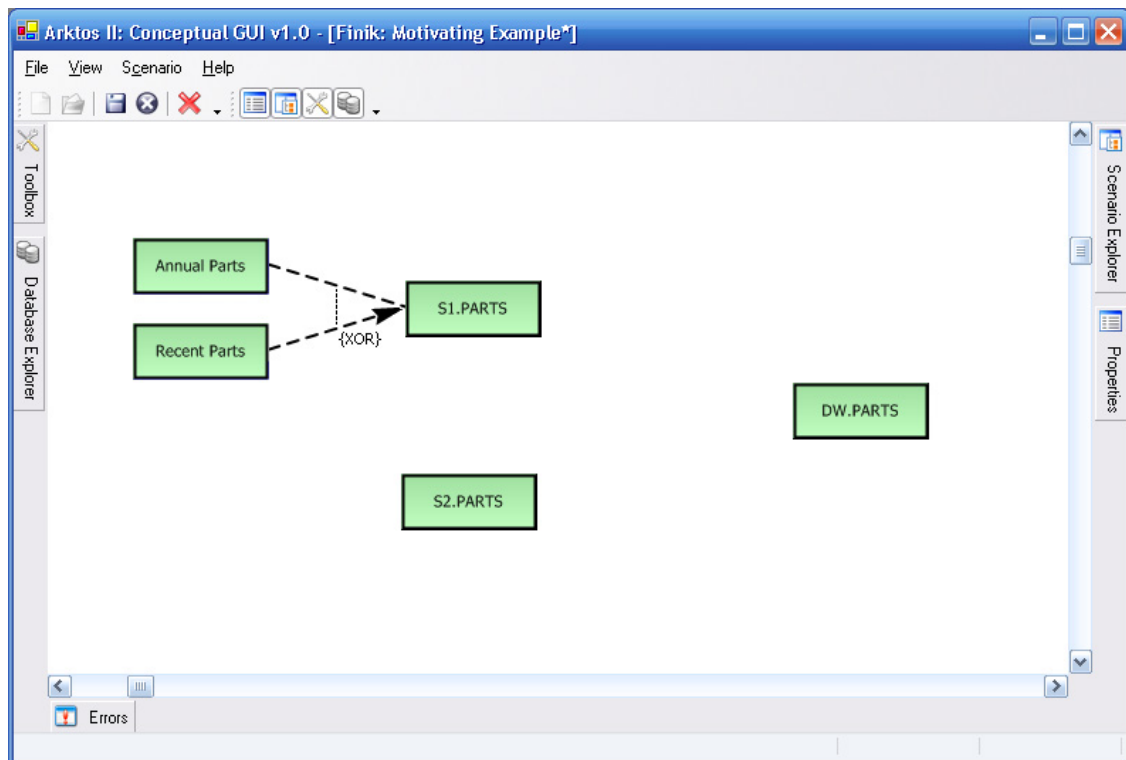 Arktos II: Conceptual GUI v1.0 - [Finik: Motivating Example*]
File View Scenario Help
Toolbox
Database Explorer
Annual Parts
Recent Parts
{XOR}
S1.PARTS
S2.PARTS
DW.PARTS
Scenario Explorer
Properties
Errors